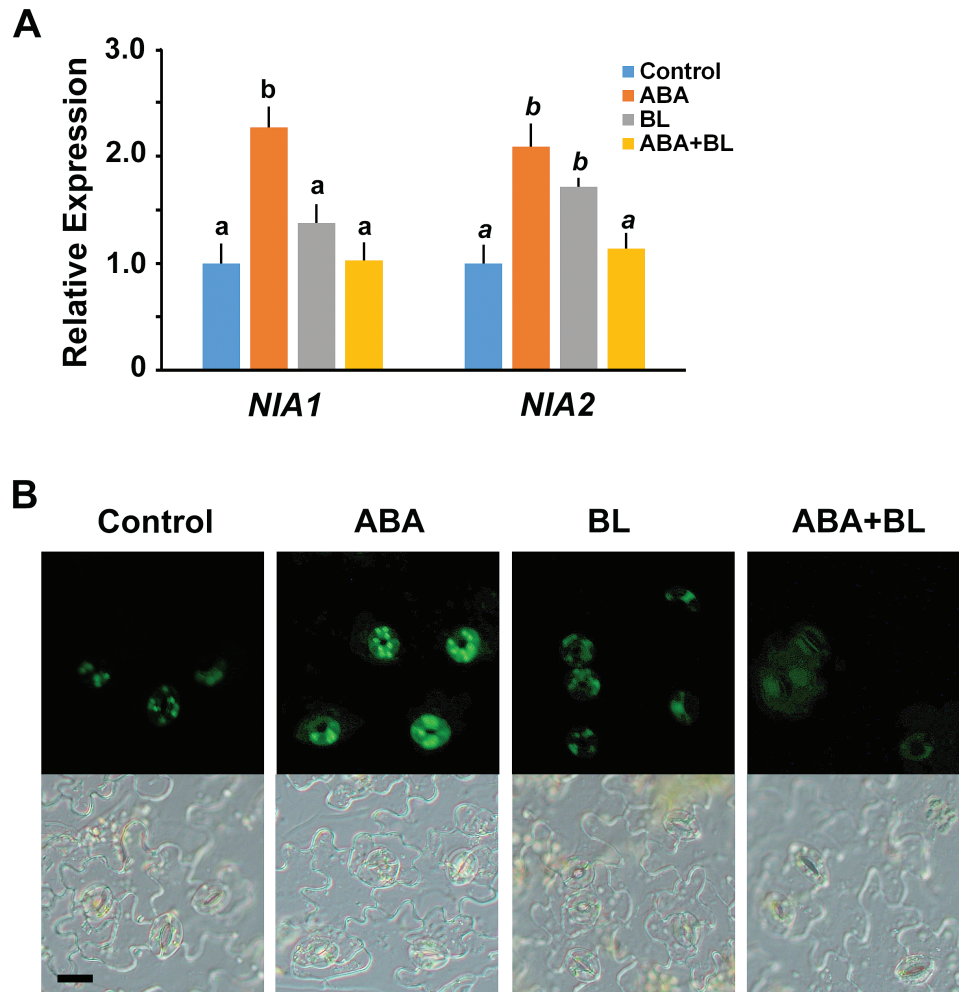 A
Relative Expression
3.0
2.0
1.0
0
a
b
a
a
a
b
b
a
Control
ABA
BL
ABA+BL
NIA1
NIA2
B
Control
ABA
BL
ABA+BL